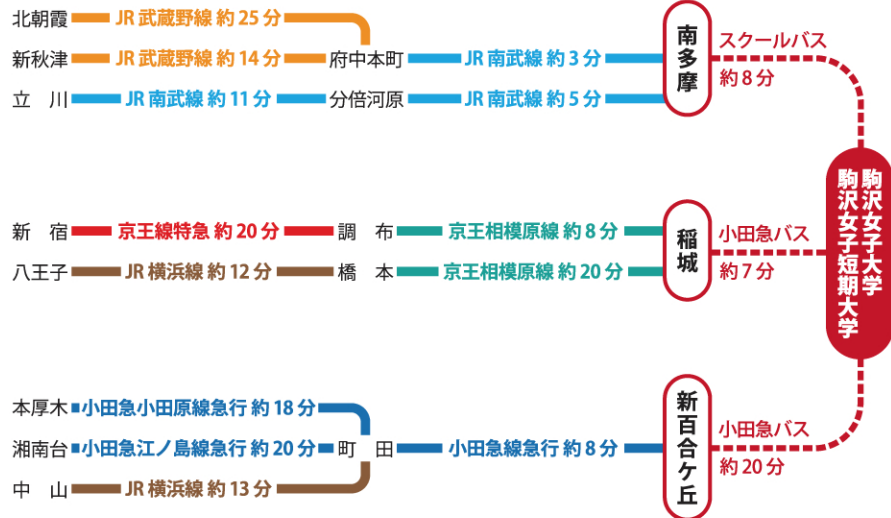 北朝霞 JR 武蔵野線 約 25 分
新秋津 JR 武蔵野線 約 14 分 府中本町 JR 南武線 約 3 分
立 川 JR 南武線 約 11 分 分倍河原 JR 南武線 約 5 分
南多摩
スクールバス
約 8 分
新 宿 京王線特急 約 20 分 調 布 京王相模原線 約 8 分
八王子 JR 横浜線 約 12 分 橋 本 京王相模原線 約 20 分
稲城
小田急バス
約 7 分
本厚木 小田急小田原線急行 約 18 分
湘南台 小田急江ノ島線急行 約 20 分 町 田 小田急線急行 約 8 分
中 山 JR 横浜線 約 13 分
新百合ケ丘
小田急バス
約 20 分
駒沢女子大学
駒沢女子短期大学